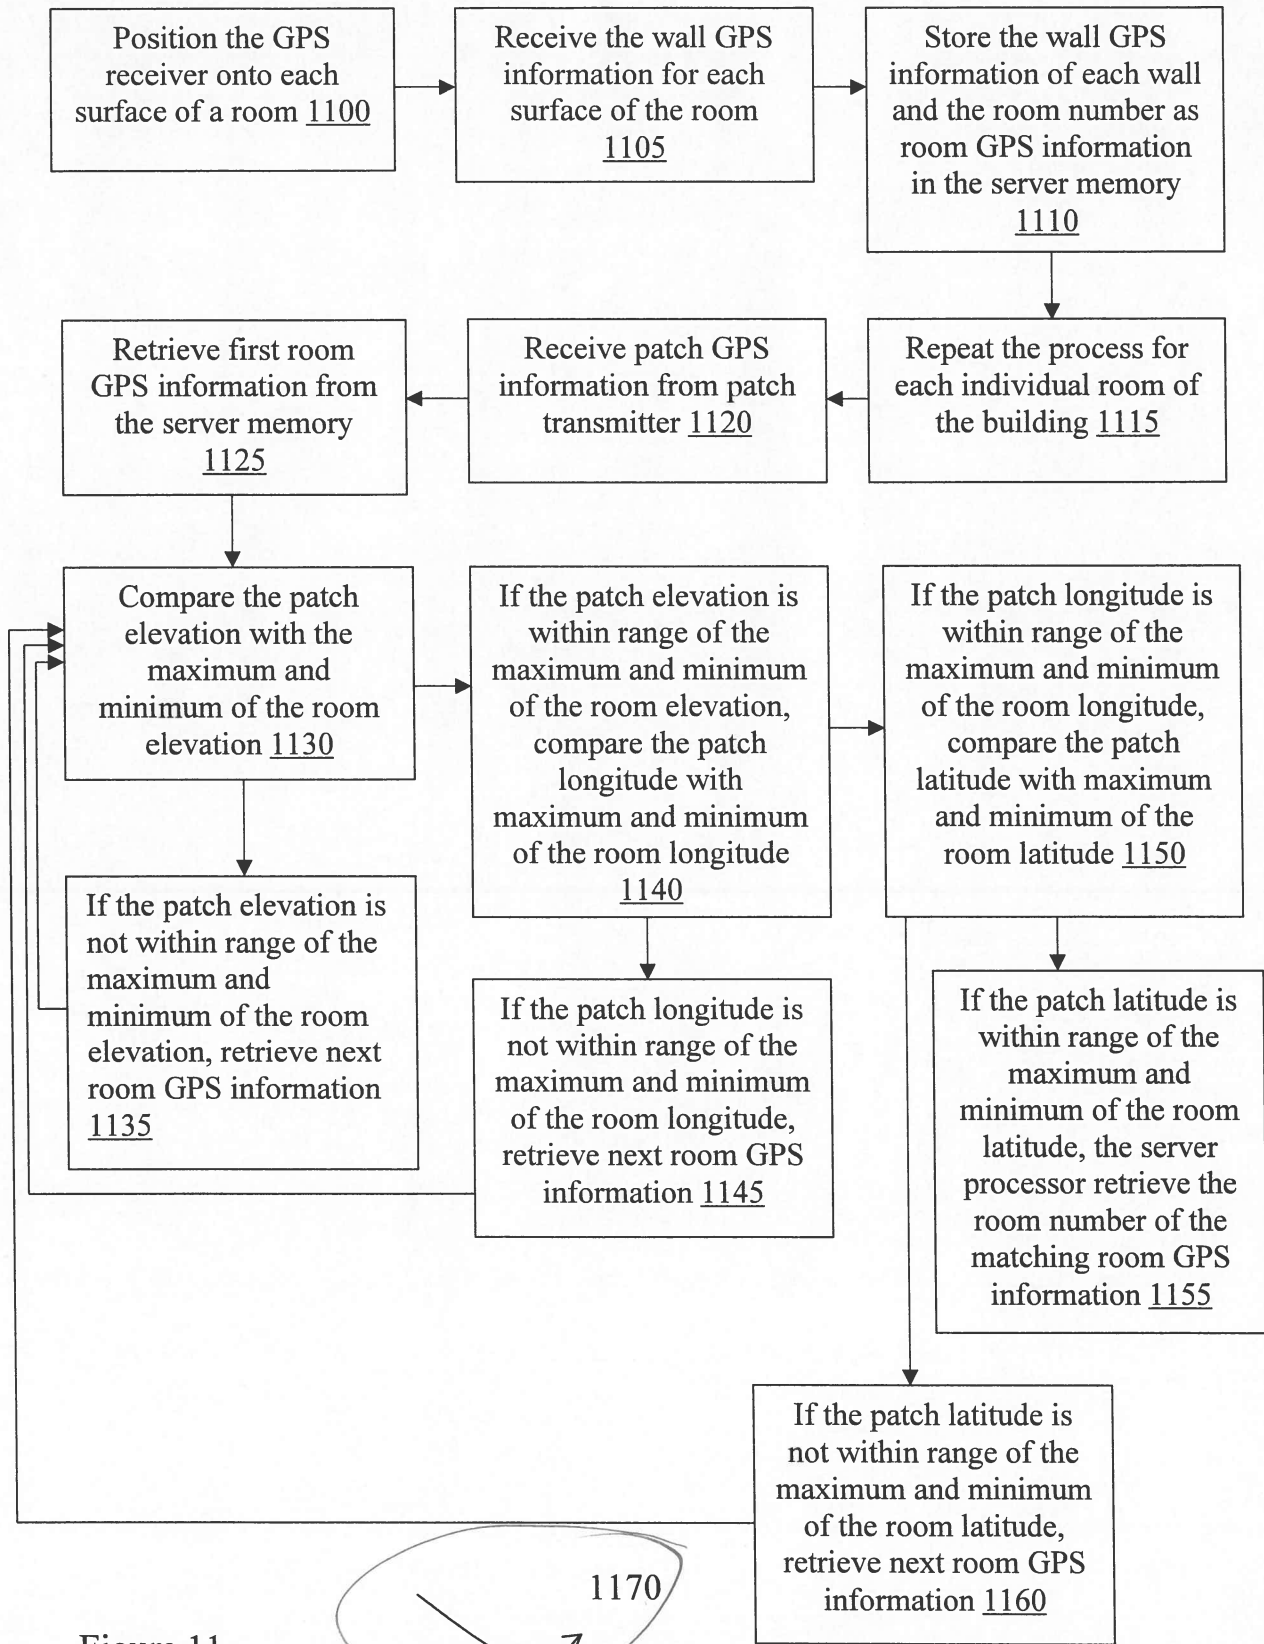 Position the GPS
receiver onto each
surface of a room 1100
Receive the wall GPS
information for each
surface of the room
1105
Store the wall GPS
information of each wall
and the room number as
room GPS information
in the server memory
1110
Repeat the process for
each individual room of
the building 1115
Receive patch GPS
information from patch
transmitter 1120
Retrieve first room
GPS information from
the server memory
1125
Compare the patch
elevation with the
maximum and
minimum of the room
elevation 1130
If the patch elevation is
not within range of the
maximum and
minimum of the room
elevation, retrieve next
room GPS information
1135
If the patch elevation is
within range of the
maximum and minimum
of the room elevation,
compare the patch
longitude with
maximum and minimum
of the room longitude
1140
If the patch longitude is
not within range of the
maximum and minimum
of the room longitude,
retrieve next room GPS
information 1145
If the patch longitude is
within range of the
maximum and minimum
of the room longitude,
compare the patch
latitude with maximum
and minimum of the
room latitude 1150
If the patch latitude is
within range of the
maximum and
minimum of the room
latitude, the server
processor retrieve the
room number of the
matching room GPS
information 1155
If the patch latitude is
not within range of the
maximum and minimum
of the room latitude,
retrieve next room GPS
information 1160
1170
Figure 11